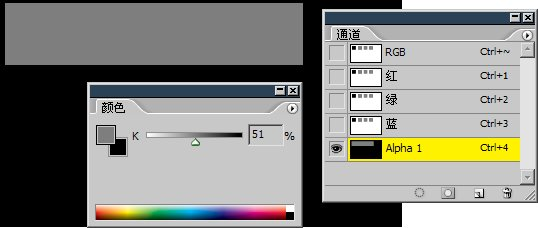 通道
RGB Ctrl+~
红 Ctrl+1
绿 Ctrl+2
蓝 Ctrl+3
Alpha 1 Ctrl+4
颜色
K 51 %